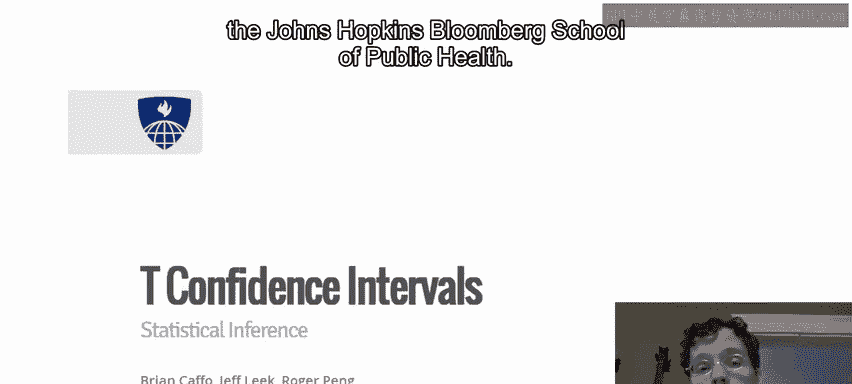 the Johns Hopkins Bloomberg School
of Public Health.
T Confidence Intervals
Statistical Inference
Brian Caffo, Jeff Leek, Roger Peng